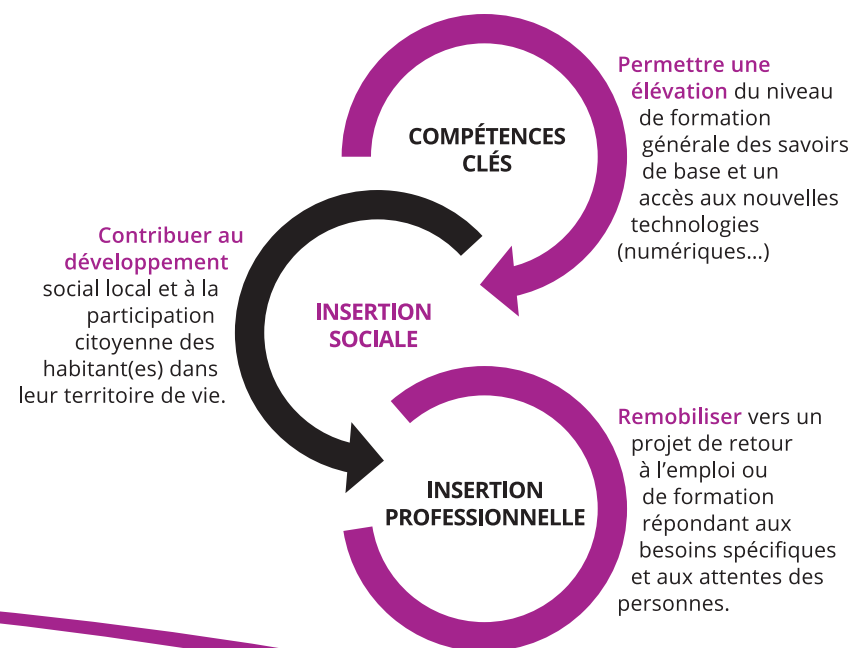 COMPÉTENCES
CLÉS
Permettre une
élévation du niveau
de formation
générale des savoirs
de base et un
accès aux nouvelles
technologies
(numériques...)
Contribuer au
développement
social local et à la
participation
citoyenne des
habitant(es) dans
leur territoire de vie.
INSERTION
SOCIALE
INSERTION
PROFESSIONNELLE
Remobiliser vers un
projet de retour
à l’emploi ou
de formation
répondant aux
besoins spécifiques
et aux attentes des
personnes.